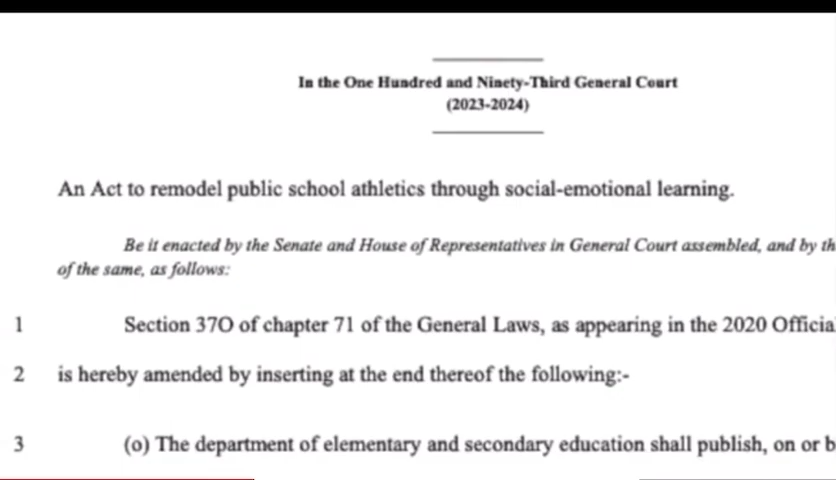 In the One Hundred and Ninety-Third General Court
(2023-2024)
An Act to remodel public school athletics through social-emotional learning.
Be it enacted by the Senate and House of Representatives in General Court assembled, and by th
of the same, as follows:
1 Section 37O of chapter 71 of the General Laws, as appearing in the 2020 Officia
2 is hereby amended by inserting at the end thereof the following:-
3 (o) The department of elementary and secondary education shall publish, on or b